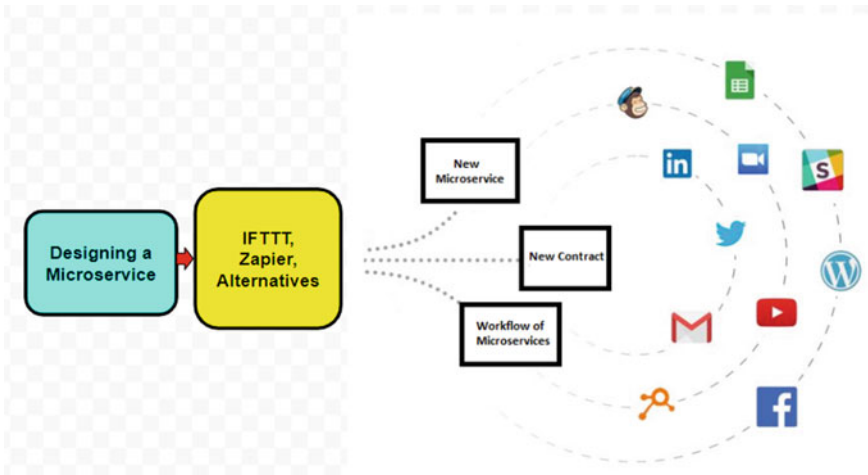 Designing a
Microservice
IFTTT,
Zapier,
Alternatives
New
Microservice
New Contract
Workflow of
Microservices
in
S
W
f